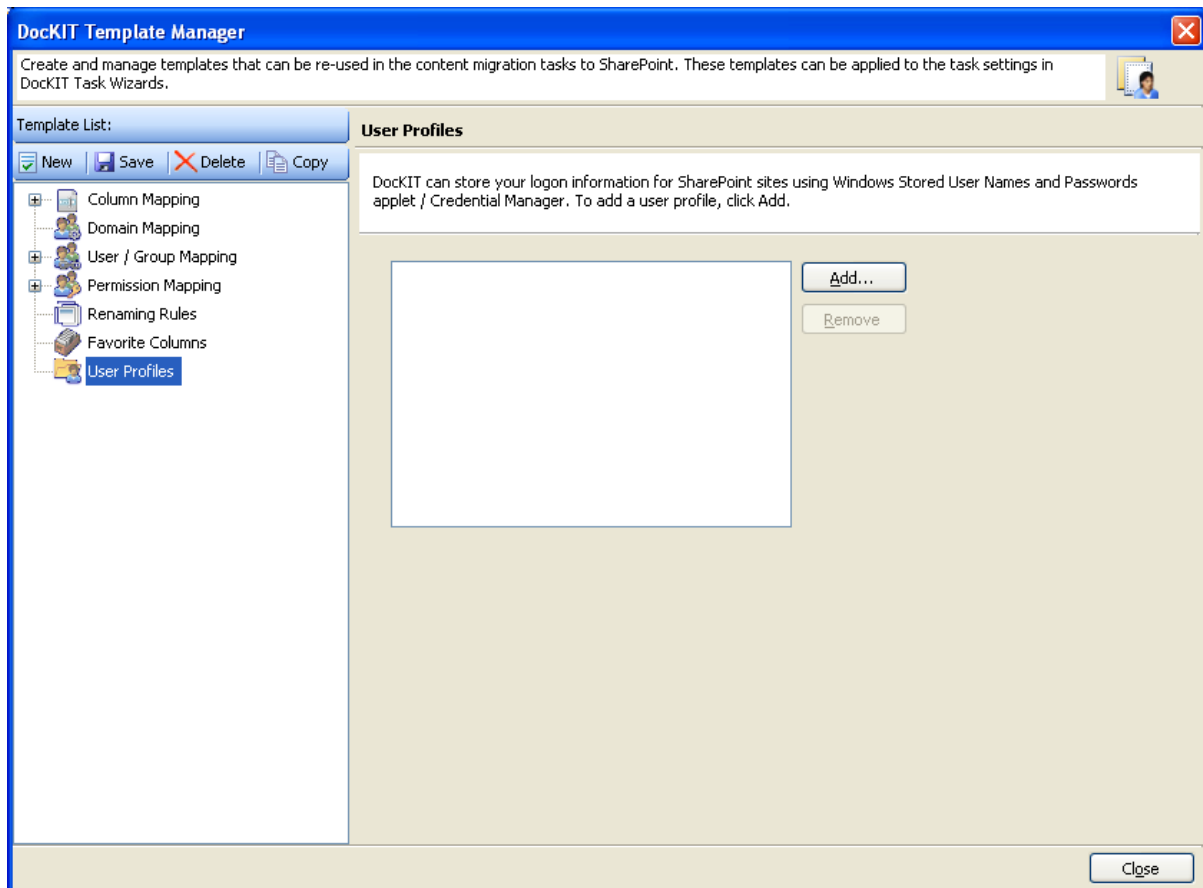 DocKIT Template Manager
Create and manage templates that can be re-used in the content migration tasks to SharePoint. These templates can be applied to the task settings in
DocKIT Task Wizards.
Template List:
New Save Delete Copy
Column Mapping
Domain Mapping
User / Group Mapping
Permission Mapping
Renaming Rules
Favorite Columns
User Profiles
User Profiles
DocKIT can store your logon information for SharePoint sites using Windows Stored User Names and Passwords
applet / Credential Manager. To add a user profile, click Add.
Add...
Remove
Close